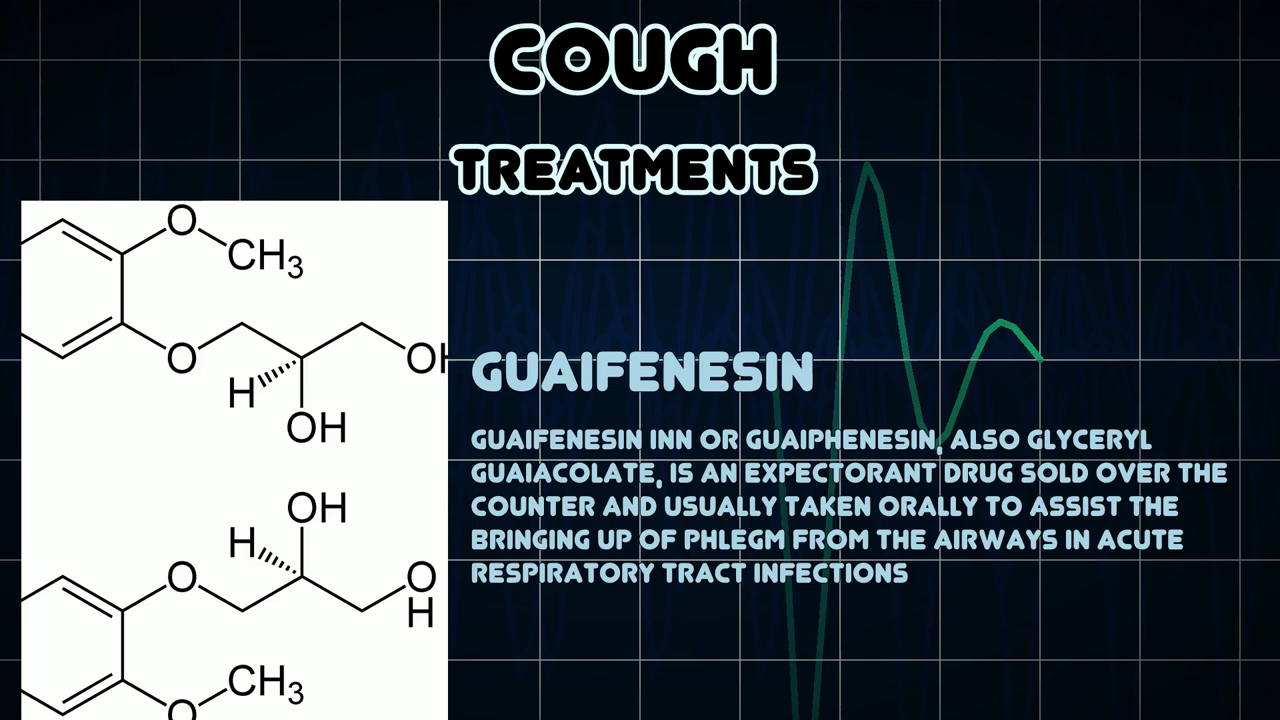 COUGH
TREATMENTS
O
CH3
O
OH
H
OH
GUAIFENESIN
GUAIFENESIN INN OR GUAIPHENESIN, ALSO GLYCERYL
GUAIACOLATE, IS AN EXPECTORANT DRUG SOLD OVER THE
COUNTER AND USUALLY TAKEN ORALLY TO ASSIST THE
BRINGING UP OF PHLEGM FROM THE AIRWAYS IN ACUTE
RESPIRATORY TRACT INFECTIONS
OH
H
O
O
H
CH3
O